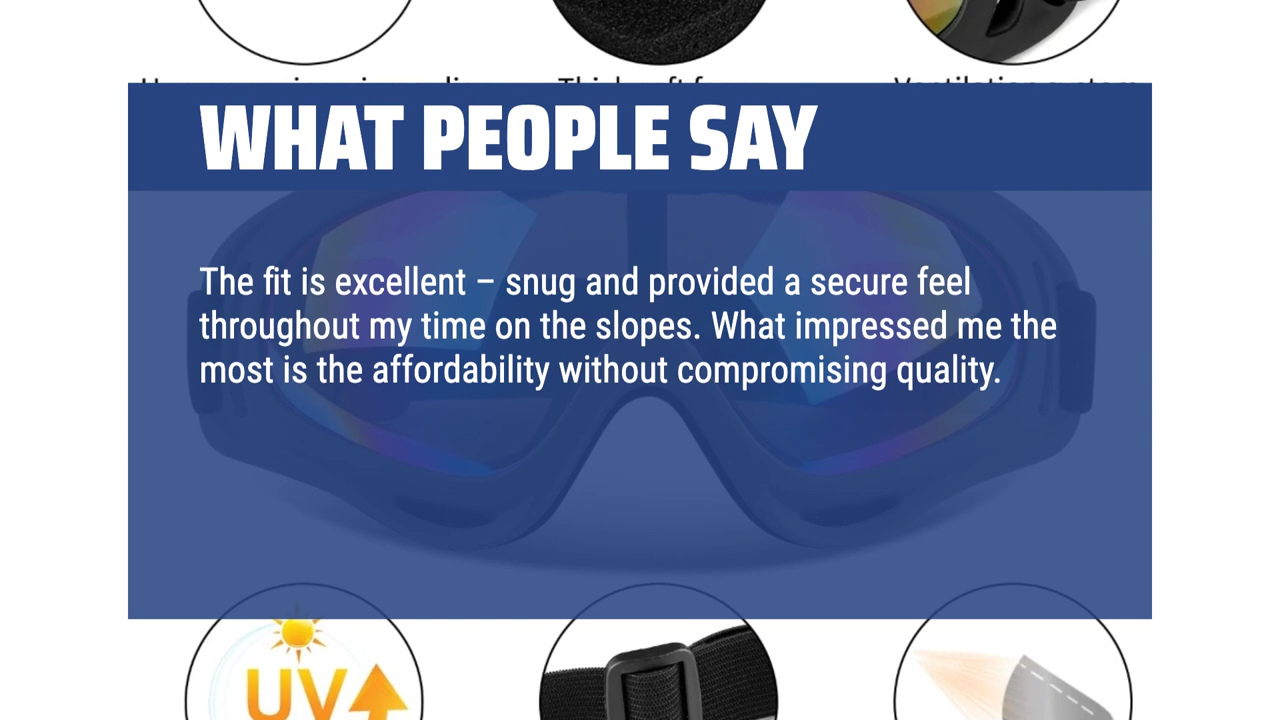 WHAT PEOPLE SAY
The fit is excellent – snug and provided a secure feel
throughout my time on the slopes. What impressed me the
most is the affordability without compromising quality.
UV